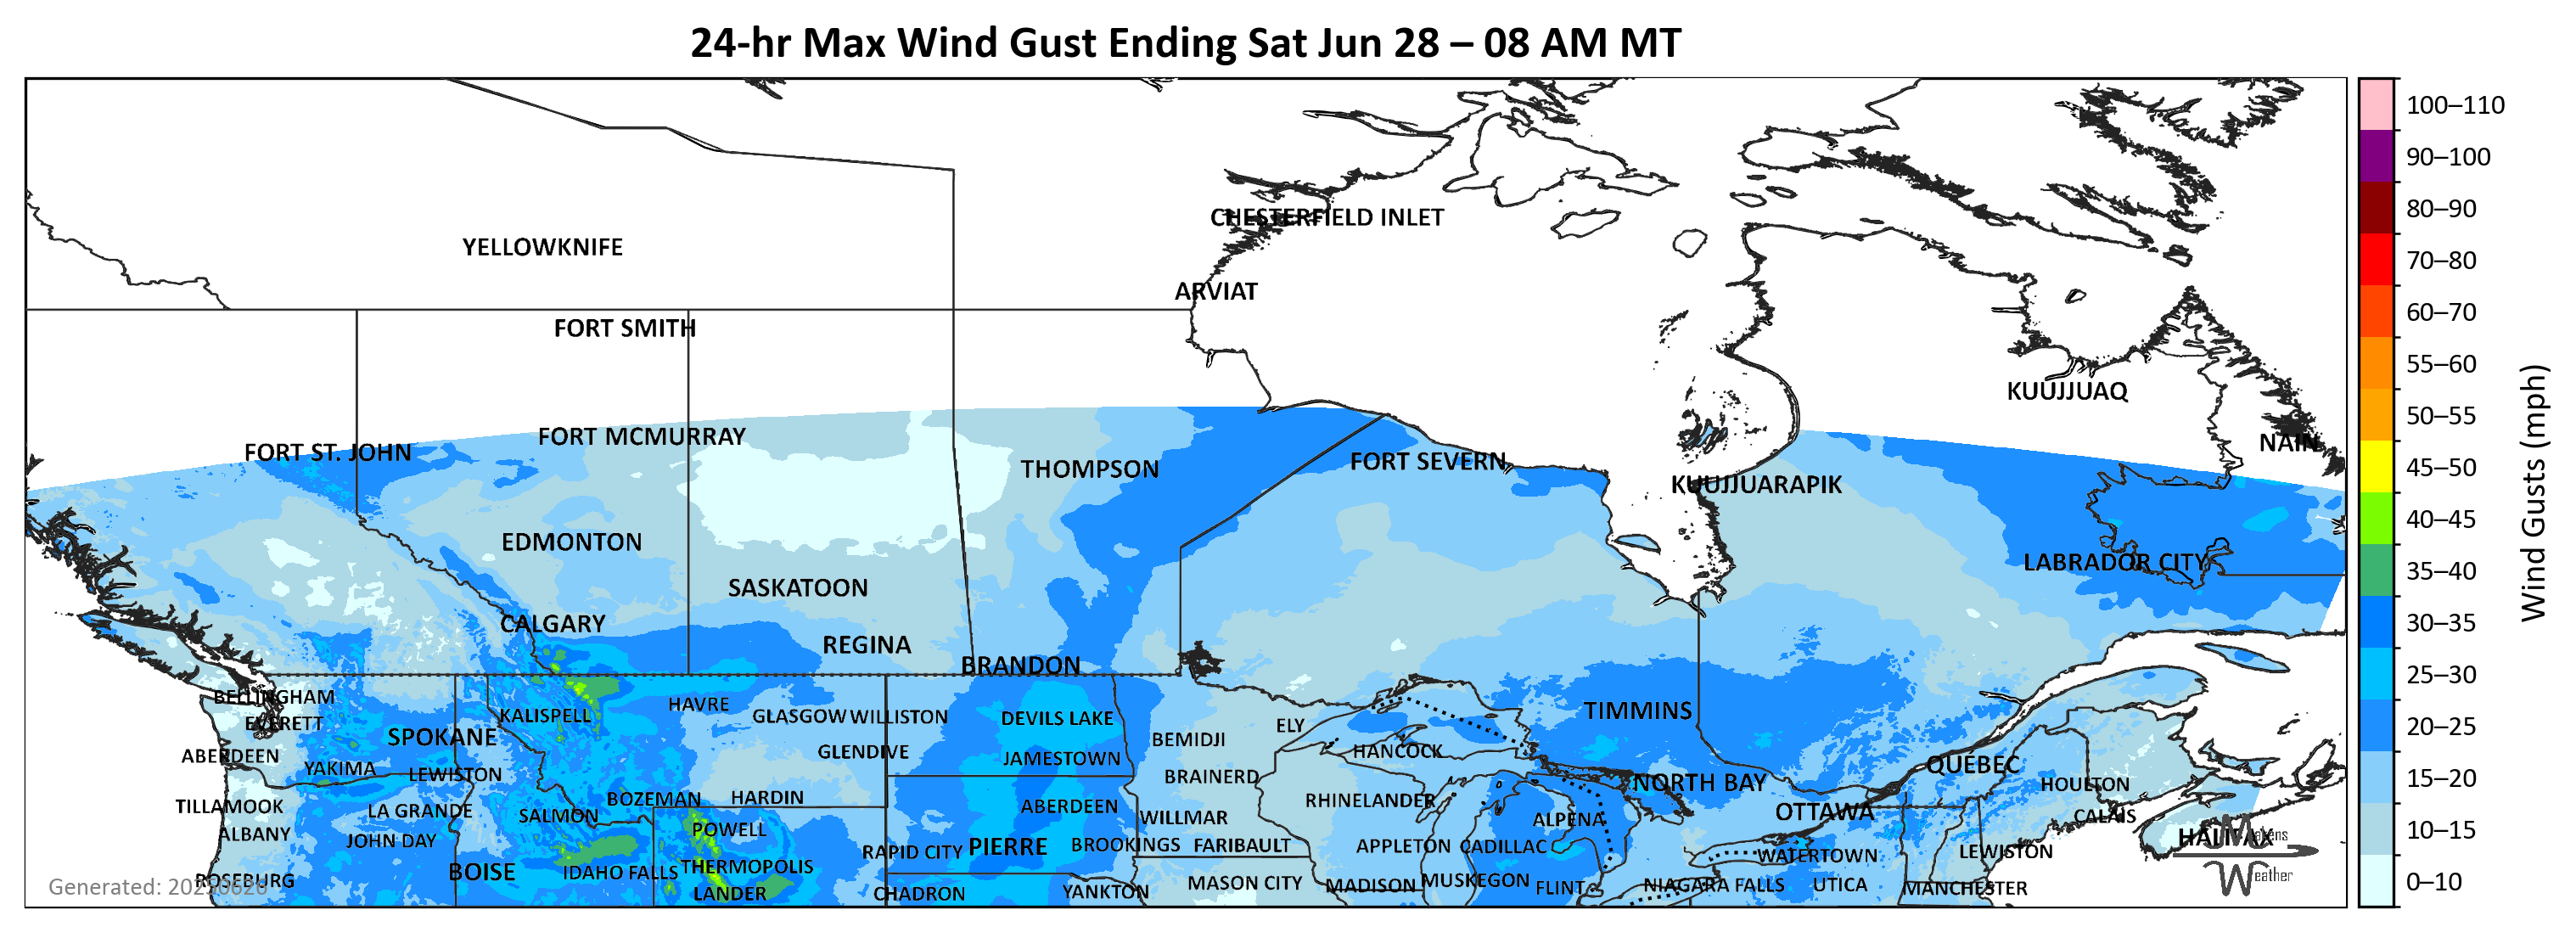 24-hr Max Wind Gust Ending Sat Jun 28 – 08 AM MT
100–110
90–100
80–90
70–80
60–70
55–60
50–55
45–50
40–45
35–40
30–35
25–30
20–25
15–20
10–15
0–10
Wind Gusts (mph)
CHESTERFIELD INLET
YELLOWKNIFE
ARVIAT
FORT SMITH
KUUJJUAQ
FORT MCMURRAY
NAIN
FORT ST. JOHN
THOMPSON
FORT SEVERN
KUUJJUARAPIK
EDMONTON
LABRADOR CITY
SASKATOON
CALGARY
REGINA
BRANDON
BELLINGHAM
HAVRE
KALISPELL
GLASGOW
WILLISTON
DEVILS LAKE
TIMMINS
EVERETT
ELY
SPOKANE
BEMIDJI
ABERDEEN
GLENDIVE
JAMESTOWN
HANCOCK
QUEBEC
YAKIMA
LEWISTON
BRAINERD
NORTH BAY
HOULTON
TILLAMOOK
LA GRANDE
BOZEMAN
HARDIN
ABERDEEN
RHINELANDER
OTTAWA
SALMON
WILLMAR
ALPENA
CALAIS
ALBANY
JOHN DAY
POWELL
HALIFAX
Makens
RAPID CITY
PIERRE
BROOKINGS
FARIBAULT
APPLETON
CADILLAC
WATERTOWN
LEWISTON
BOISE
IDAHO FALLS
THERMOPOLIS
Weather
ROSEBURG
Generated: 20250626
LANDER
CHADRON
YANKTON
MASON CITY
MADISON
MUSKEGON
FLINT
NIAGARA FALLS
UTICA
MANCHESTER